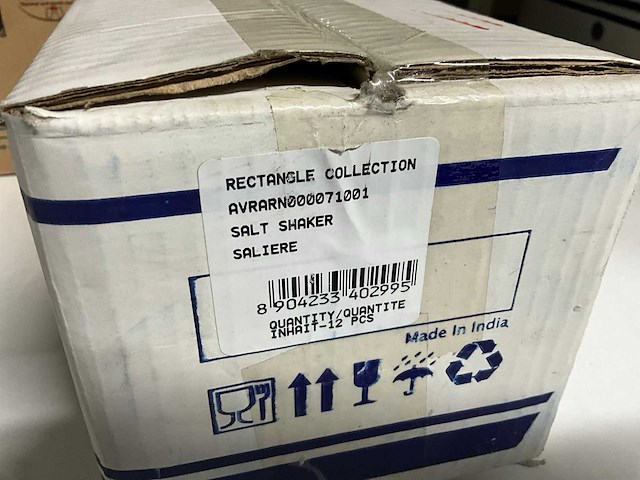 RECTANGLE COLLECTION
AVRARN000071001
SALT SHAKER
SALIERE
8 904233 402995
QUANTITY/QUANTITE
INHAIT-12 PCS
Made In India